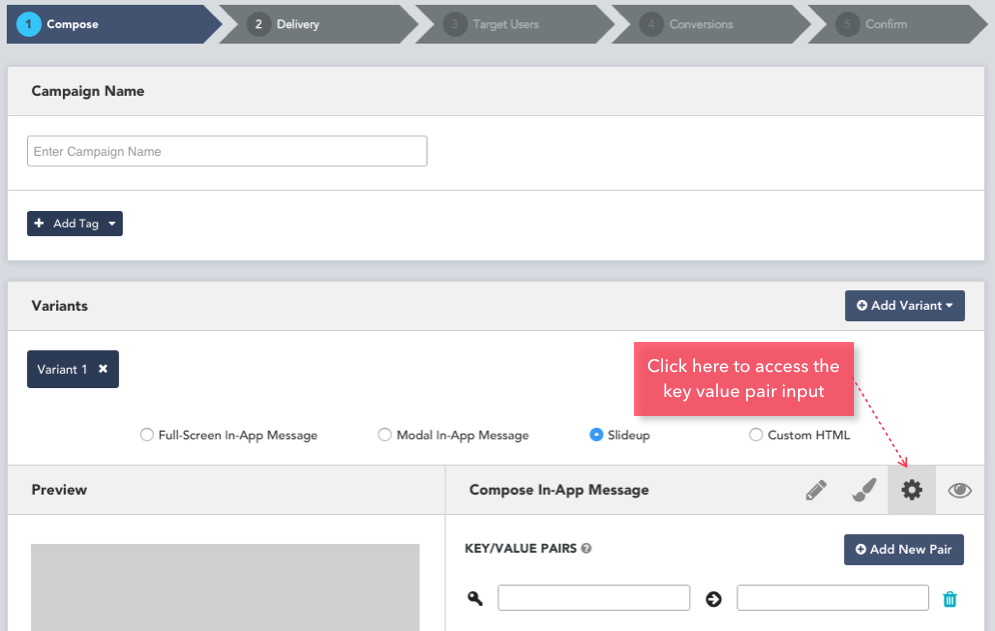 1 Compose
2 Delivery
3 Target Users
4 Conversions
5 Confirm
Campaign Name
Enter Campaign Name
Add Tag
Variants
Add Variant
Variant 1
Click here to access the
key value pair input
Full-Screen In-App Message
Modal In-App Message
Slideup
Custom HTML
Preview
Compose In-App Message
KEY/VALUE PAIRS
Add New Pair